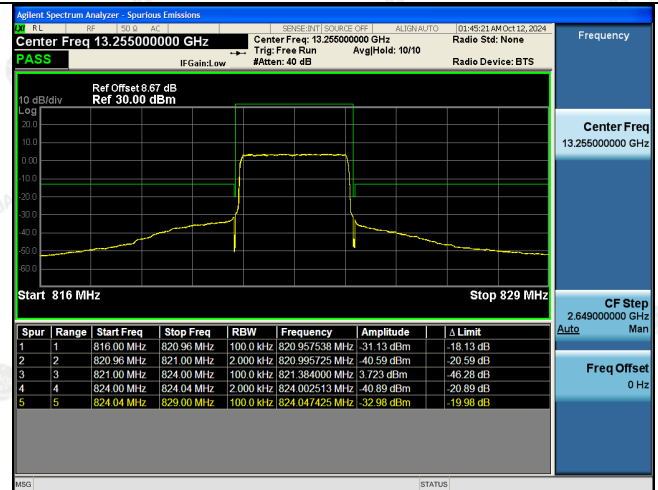 Agilent Spectrum Analyzer - Spurious Emissions
RL RF 50 Ω AC SENSE:INT SOURCE OFF ALIGN AUTO 01:45:21 AM Oct 12, 2024
Center Freq 13.255000000 GHz
Center Freq: 13.255000000 GHz
Radio Std: None
Trig: Free Run Avg|Hold: 10/10
PASS
IFGain:Low
#Atten: 40 dB
Radio Device: BTS
Frequency
Ref Offset 8.67 dB
10 dB/div Ref 30.00 dBm
Log
20.0
10.0
0.00
-10.0
-20.0
-30.0
-40.0
-50.0
-60.0
Start 816 MHz Stop 829 MHz
Center Freq
13.255000000 GHz
CF Step
2.649000000 GHz
Auto Man
Freq Offset
0 Hz
Spur Range Start Freq Stop Freq RBW Frequency Amplitude Δ Limit
1 1 816.00 MHz 820.96 MHz 100.0 kHz 820.957538 MHz -31.13 dBm -18.13 dB
2 2 820.96 MHz 821.00 MHz 2.000 kHz 820.995725 MHz -40.59 dBm -20.59 dB
3 3 821.00 MHz 824.00 MHz 100.0 kHz 821.384000 MHz 3.723 dBm -46.28 dB
4 4 824.00 MHz 824.04 MHz 2.000 kHz 824.002513 MHz -40.89 dBm -20.89 dB
5 5 824.04 MHz 829.00 MHz 100.0 kHz 824.047425 MHz -32.98 dBm -19.98 dB
MSG STATUS